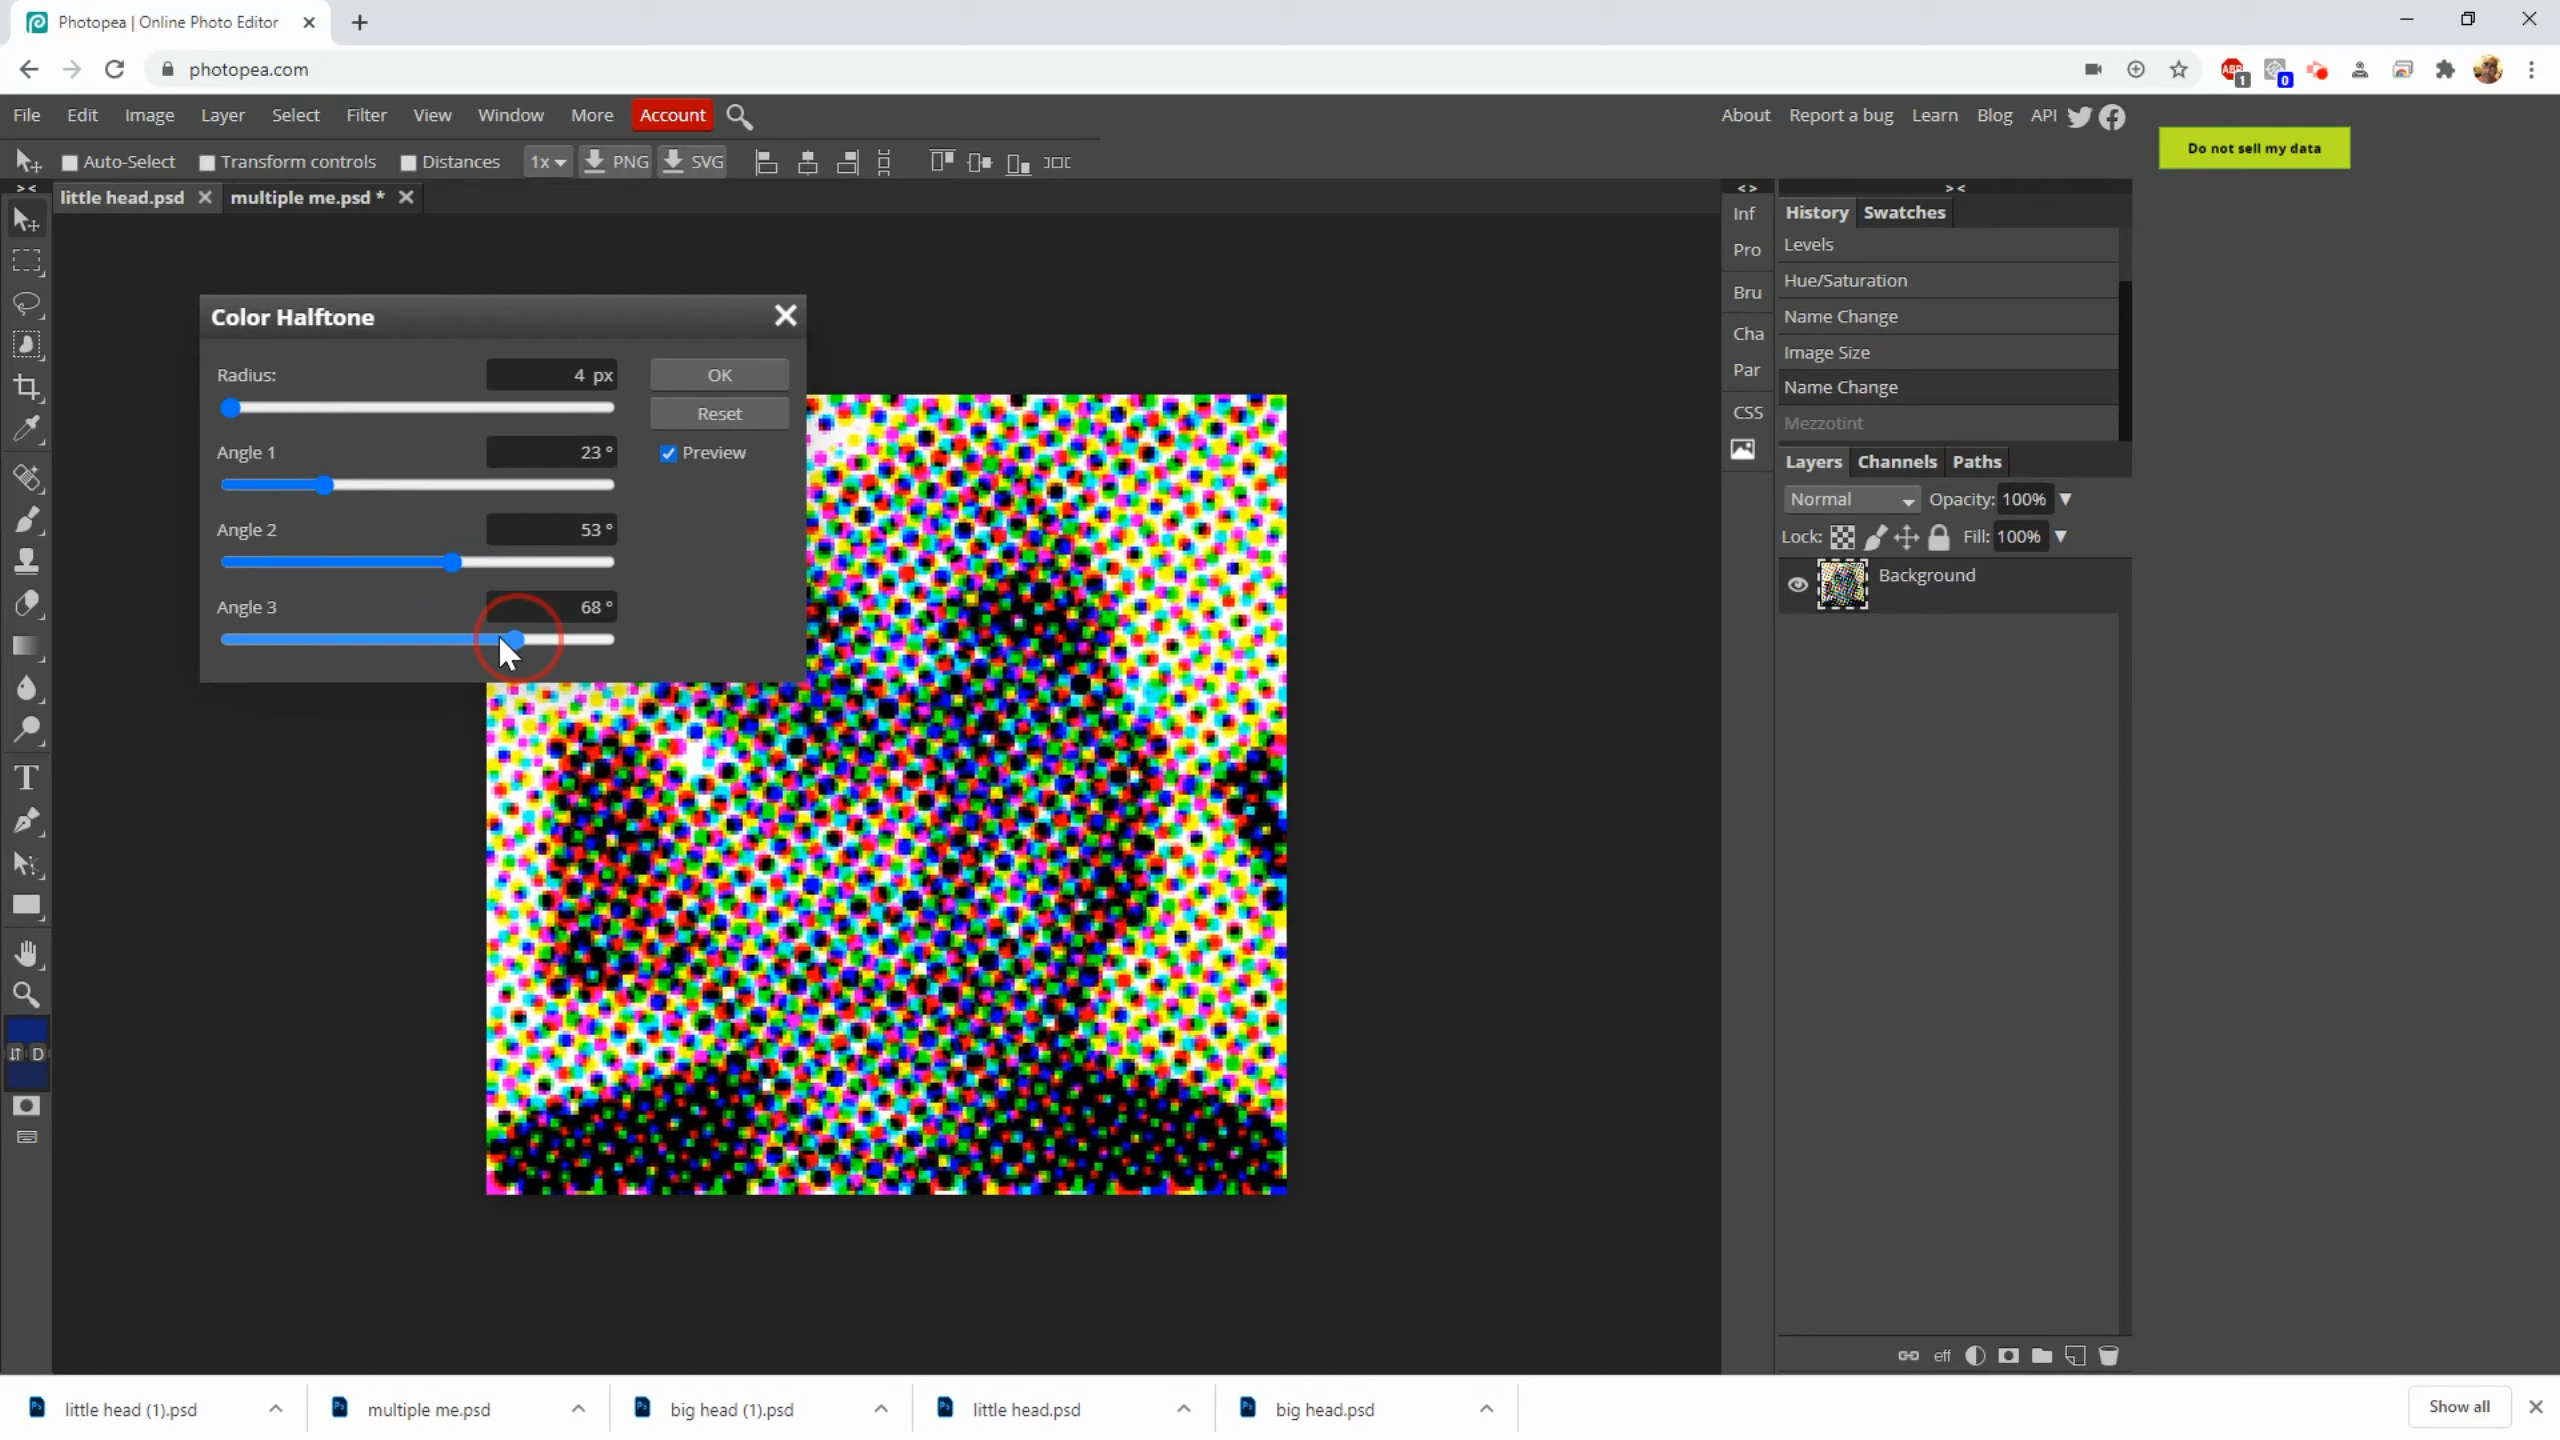 Photopea | Online Photo Editor
photopea.com
ABP 1 0
File Edit Image Layer Select Filter View Window More Account
About Report a bug Learn Blog API
Do not sell my data
Auto-Select Transform controls Distances 1x PNG SVG
> < little head.psd multiple me.psd *
< > > <
Inf
Pro
Bru
Cha
Par
CSS
History Swatches
Levels
Hue/Saturation
Name Change
Image Size
Name Change
Mezzotint
Color Halftone
Radius: 4 px OK
Reset
Angle 1 23 ° Preview
Angle 2 53 °
Angle 3 68 °
Layers Channels Paths
Normal Opacity: 100%
Lock: Fill: 100%
Background
T
D
eff
little head (1).psd multiple me.psd big head (1).psd little head.psd big head.psd Show all